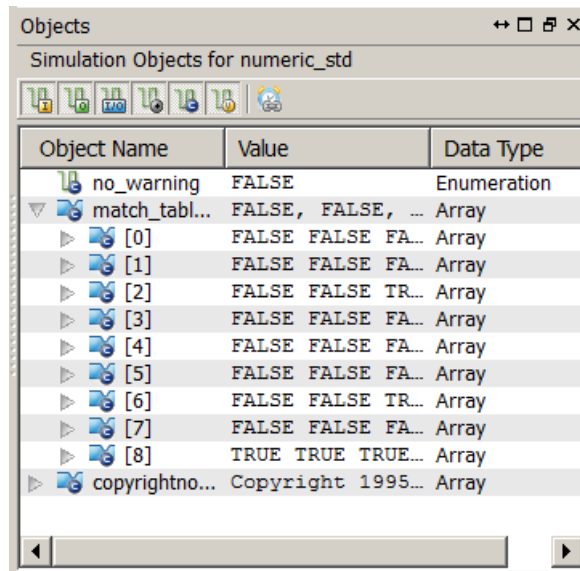 Objects
Simulation Objects for numeric_std
Object Name Value Data Type
no_warning FALSE Enumeration
match_tabl... FALSE, FALSE, ... Array
[0] FALSE FALSE FA... Array
[1] FALSE FALSE FA... Array
[2] FALSE FALSE TR... Array
[3] FALSE FALSE FA... Array
[4] FALSE FALSE FA... Array
[5] FALSE FALSE FA... Array
[6] FALSE FALSE TR... Array
[7] FALSE FALSE FA... Array
[8] TRUE TRUE TRUE... Array
copyrightno... Copyright 1995... Array